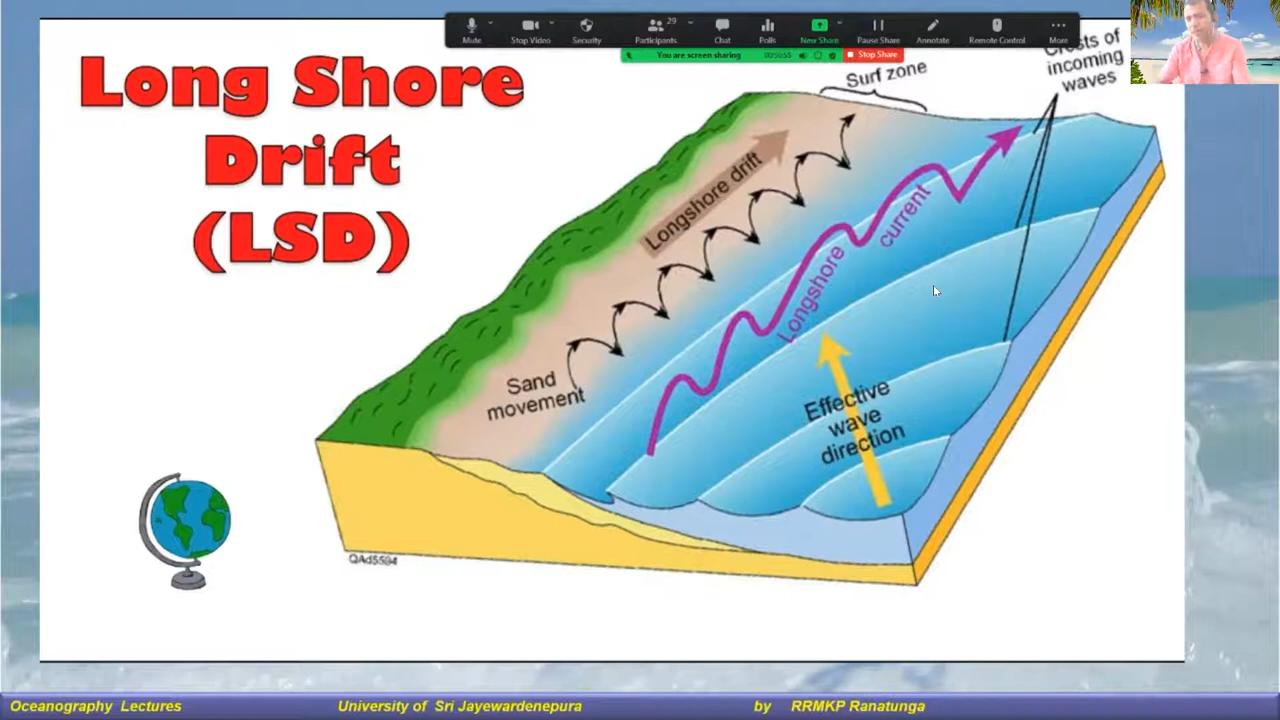 29
Mute
Stop Video
Security
Participants
Chat
Polls
New Share
Pause Share
Annotate
Remote Control
More
You are screen sharing
Stop Share
Long Shore
Drift
(LSD)
Surf zone
Crests of
incoming
waves
Longshore drift
Longshore
current
Sand
movement
Effective
wave
direction
QAd5594
Oceanography Lectures
University of Sri Jayewardenepura
by RRMKP Ranatunga